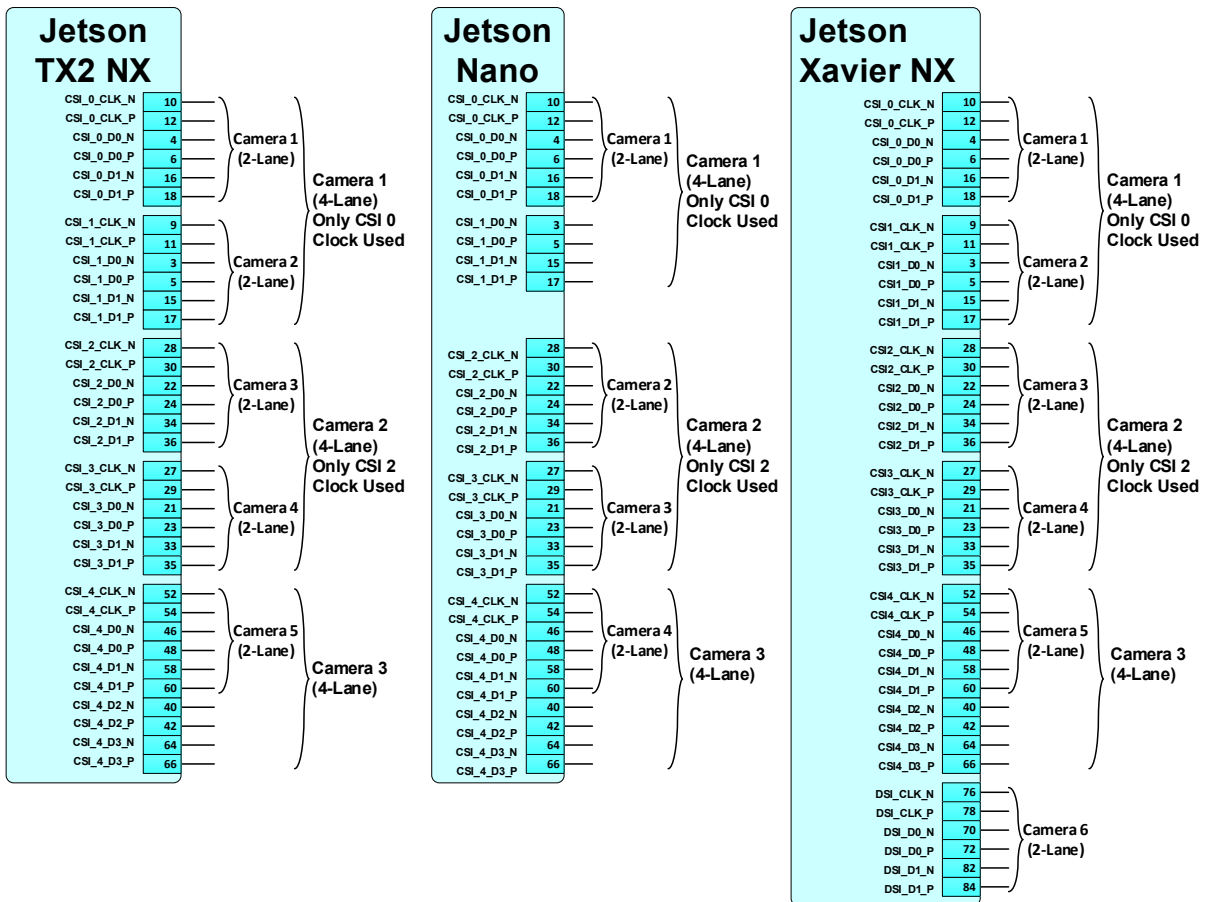 Jetson
TX2 NX
CSI_0_CLK_N 10
CSI_0_CLK_P 12
CSI_0_D0_N 4
CSI_0_D0_P 6
CSI_0_D1_N 16
CSI_0_D1_P 18
Camera 1
(2-Lane)
CSI_1_CLK_N 9
CSI_1_CLK_P 11
CSI_1_D0_N 3
CSI_1_D0_P 5
CSI_1_D1_N 15
CSI_1_D1_P 17
Camera 2
(2-Lane)
Camera 1
(4-Lane)
Only CSI 0
Clock Used
CSI_2_CLK_N 28
CSI_2_CLK_P 30
CSI_2_D0_N 22
CSI_2_D0_P 24
CSI_2_D1_N 34
CSI_2_D1_P 36
Camera 3
(2-Lane)
CSI_3_CLK_N 27
CSI_3_CLK_P 29
CSI_3_D0_N 21
CSI_3_D0_P 23
CSI_3_D1_N 33
CSI_3_D1_P 35
Camera 4
(2-Lane)
Camera 2
(4-Lane)
Only CSI 2
Clock Used
CSI_4_CLK_N 52
CSI_4_CLK_P 54
CSI_4_D0_N 46
CSI_4_D0_P 48
CSI_4_D1_N 58
CSI_4_D1_P 60
CSI_4_D2_N 40
CSI_4_D2_P 42
CSI_4_D3_N 64
CSI_4_D3_P 66
Camera 5
(2-Lane)
Camera 3
(4-Lane)
Jetson
Nano
CSI_0_CLK_N 10
CSI_0_CLK_P 12
CSI_0_D0_N 4
CSI_0_D0_P 6
CSI_0_D1_N 16
CSI_0_D1_P 18
Camera 1
(2-Lane)
CSI_1_D0_N 3
CSI_1_D0_P 5
CSI_1_D1_N 15
CSI_1_D1_P 17
Camera 1
(4-Lane)
Only CSI 0
Clock Used
CSI_2_CLK_N 28
CSI_2_CLK_P 30
CSI_2_D0_N 22
CSI_2_D0_P 24
CSI_2_D1_N 34
CSI_2_D1_P 36
Camera 2
(2-Lane)
CSI_3_CLK_N 27
CSI_3_CLK_P 29
CSI_3_D0_N 21
CSI_3_D0_P 23
CSI_3_D1_N 33
CSI_3_D1_P 35
Camera 3
(2-Lane)
Camera 2
(4-Lane)
Only CSI 2
Clock Used
CSI_4_CLK_N 52
CSI_4_CLK_P 54
CSI_4_D0_N 46
CSI_4_D0_P 48
CSI_4_D1_N 58
CSI_4_D1_P 60
CSI_4_D2_N 40
CSI_4_D2_P 42
CSI_4_D3_N 64
CSI_4_D3_P 66
Camera 4
(2-Lane)
Camera 3
(4-Lane)
Jetson
Xavier NX
CSI_0_CLK_N 10
CSI_0_CLK_P 12
CSI_0_D0_N 4
CSI_0_D0_P 6
CSI_0_D1_N 16
CSI_0_D1_P 18
Camera 1
(2-Lane)
CSI1_CLK_N 9
CSI1_CLK_P 11
CSI1_D0_N 3
CSI1_D0_P 5
CSI1_D1_N 15
CSI1_D1_P 17
Camera 2
(2-Lane)
Camera 1
(4-Lane)
Only CSI 0
Clock Used
CSI2_CLK_N 28
CSI2_CLK_P 30
CSI2_D0_N 22
CSI2_D0_P 24
CSI2_D1_N 34
CSI2_D1_P 36
Camera 3
(2-Lane)
CSI3_CLK_N 27
CSI3_CLK_P 29
CSI3_D0_N 21
CSI3_D0_P 23
CSI3_D1_N 33
CSI3_D1_P 35
Camera 4
(2-Lane)
Camera 2
(4-Lane)
Only CSI 2
Clock Used
CSI4_CLK_N 52
CSI4_CLK_P 54
CSI4_D0_N 46
CSI4_D0_P 48
CSI4_D1_N 58
CSI4_D1_P 60
CSI4_D2_N 40
CSI4_D2_P 42
CSI4_D3_N 64
CSI4_D3_P 66
Camera 5
(2-Lane)
Camera 3
(4-Lane)
DSI_CLK_N 76
DSI_CLK_P 78
DSI_D0_N 70
DSI_D0_P 72
DSI_D1_N 82
DSI_D1_P 84
Camera 6
(2-Lane)